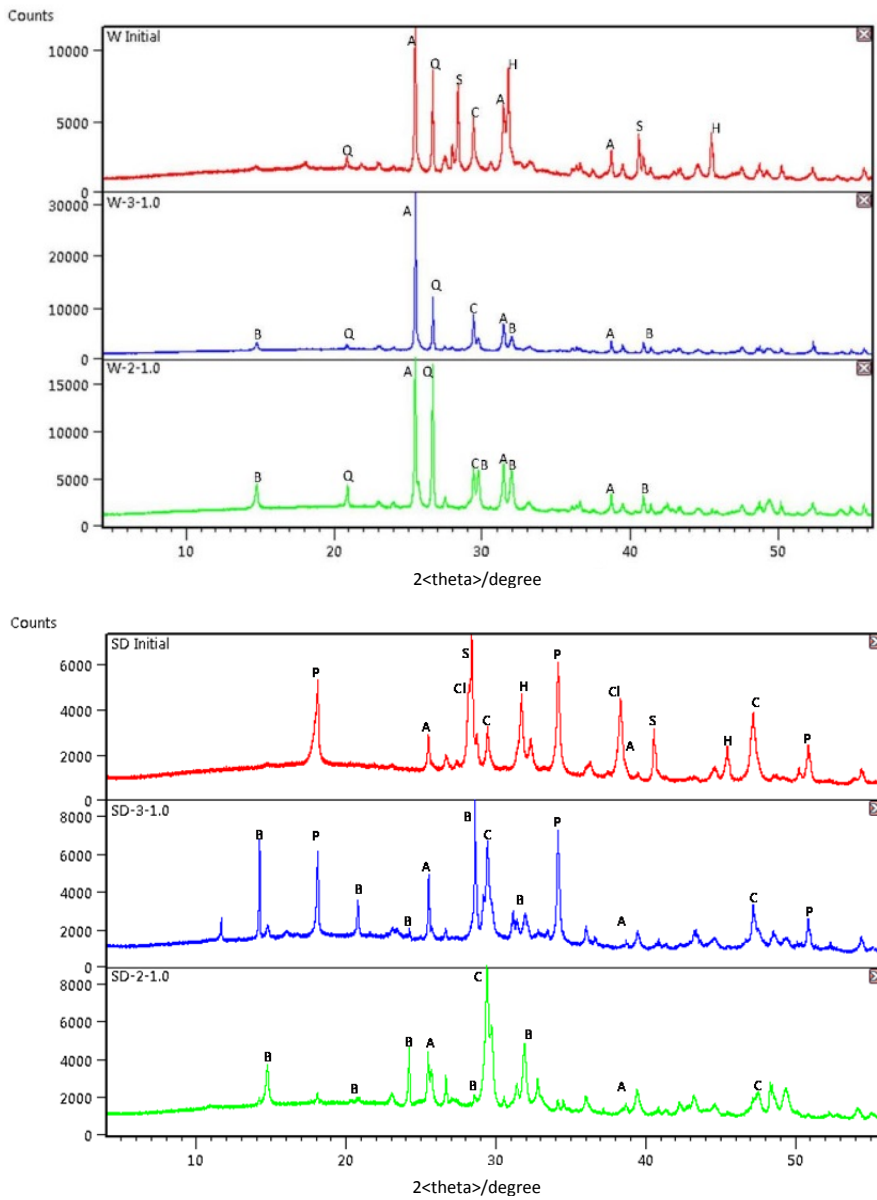 Counts
W Initial
A
Q
S
H
C
A
Q
A
S
H
10000
5000
0
W-3-1.0
A
Q
C
A
B
B
Q
A
B
30000
20000
10000
0
W-2-1.0
A
Q
C
B
A
B
B
Q
A
B
15000
10000
5000
0
10
20
30
40
50
2<theta>/degree
Counts
SD Initial
P
A
Cl
S
C
H
P
Cl
A
S
H
C
P
6000
4000
2000
0
SD-3-1.0
B
P
B
B
A
B
C
B
P
A
C
P
8000
6000
4000
2000
0
SD-2-1.0
B
B
B
A
B
C
B
A
C
8000
6000
4000
2000
0
10
20
30
40
50
2<theta>/degree